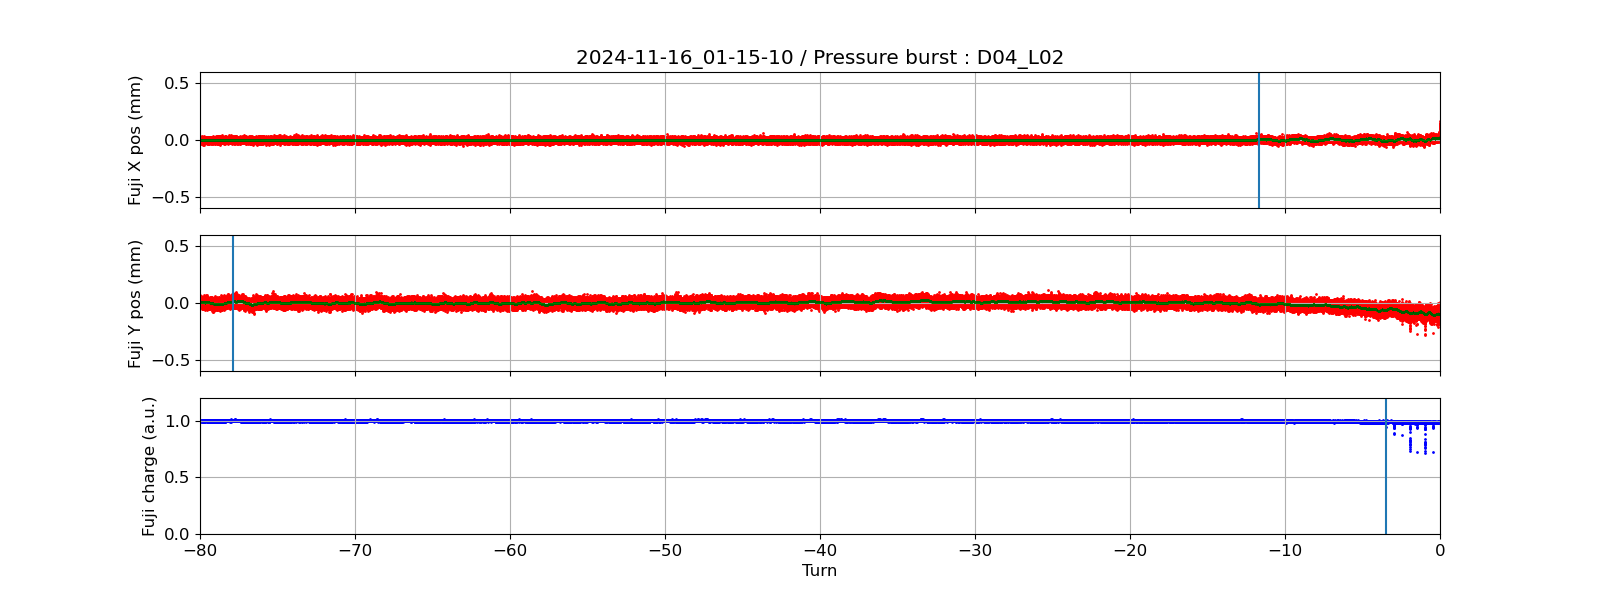 2024-11-16_01-15-10 / Pressure burst : D04_L02
Fuji X pos (mm)
0.5
0.0
−0.5
Fuji Y pos (mm)
0.5
0.0
−0.5
Fuji charge (a.u.)
1.0
0.5
0.0
−80 −70 −60 −50 −40 −30 −20 −10 0
Turn